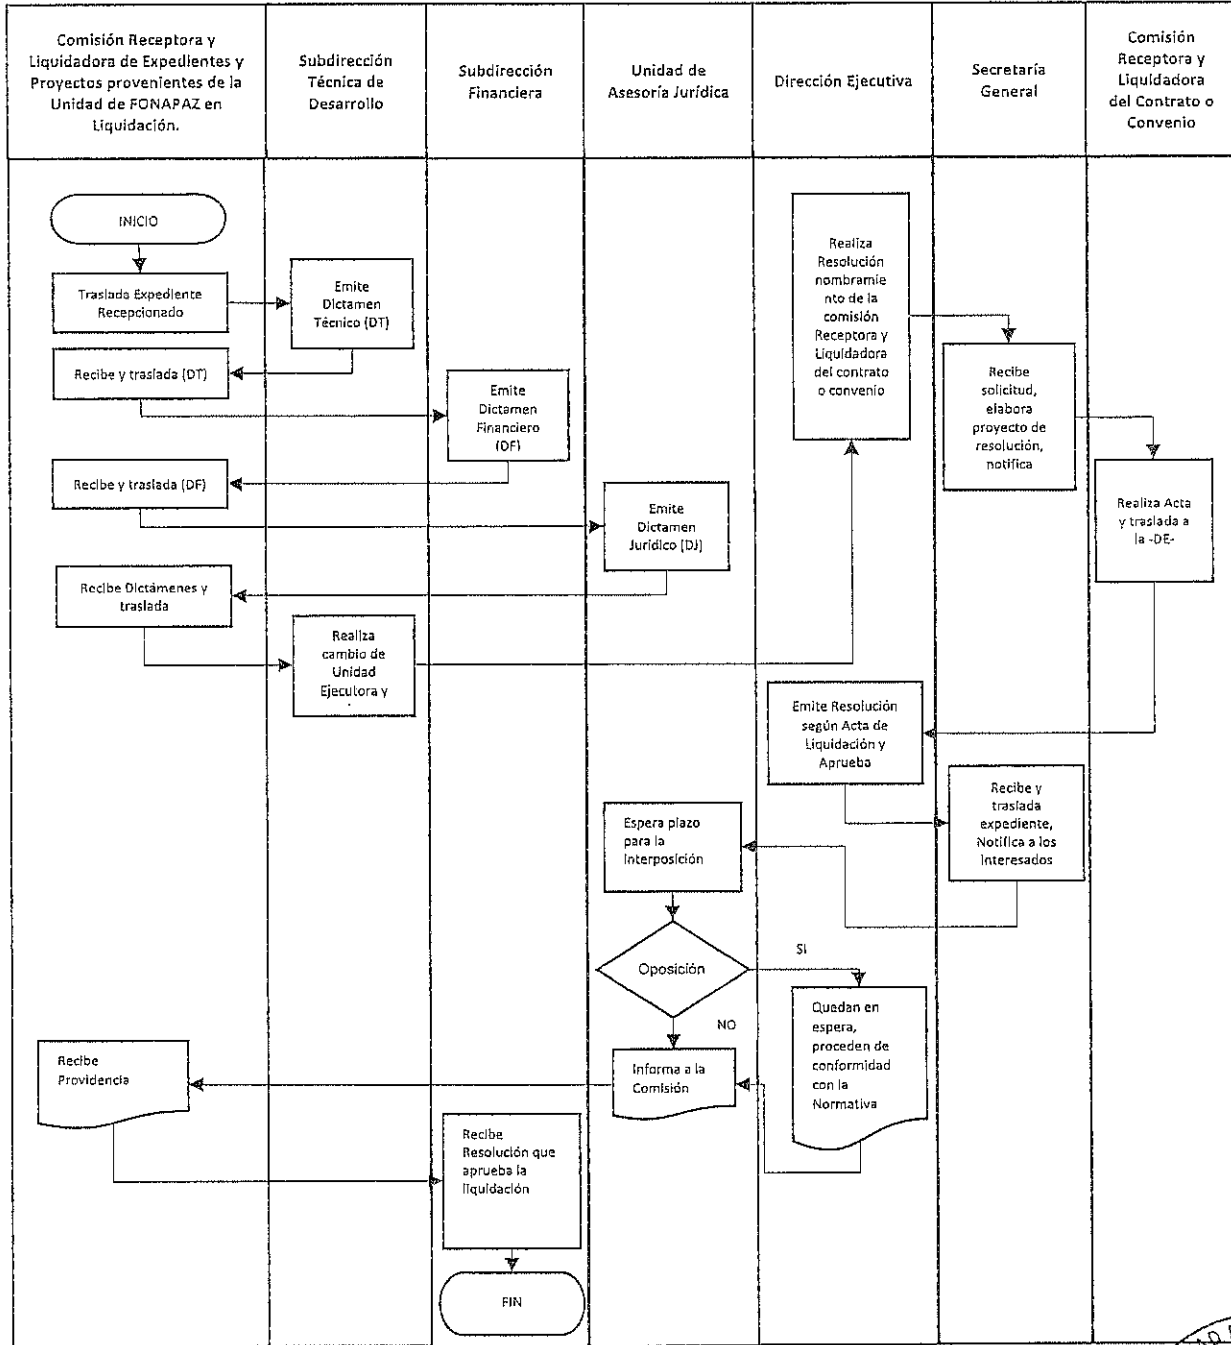 Comisión Receptora y
Liquidadora de Expedientes y
Proyectos provenientes de la
Unidad de FONAPAZ en
Liquidación.
Subdirección
Técnica de
Desarrollo
Subdirección
Financiera
Unidad de
Asesoría Jurídica
Dirección Ejecutiva
Secretaría
General
Comisión
Receptora y
Liquidadora
del Contrato o
Convenio
INICIO
Traslada Expediente
Recepcionado
Emite
Dictamen
Técnico (DT)
Recibe y traslada (DT)
Emite
Dictamen
Financiero
(DF)
Recibe y traslada (DF)
Emite
Dictamen
Jurídico (DJ)
Recibe Dictámenes y
traslada
Realiza
cambio de
Unidad
Ejecutora y
Realiza
Resolución
nombramie
nto de la
comisión
Receptora y
Liquidadora
del contrato
o convenio
Recibe
solicitud,
elabora
proyecto de
resolución,
notifica
Realiza Acta
y traslada a
la -DE-
Emite Resolución
según Acta de
Liquidación y
Aprueba
Recibe y
traslada
expediente,
Notifica a los
Interesados
Espera plazo
para la
Interposición
Oposición
SI
NO
Quedan en
espera,
proceden de
conformidad
con la
Normativa
Informa a la
Comisión
Recibe
Providencia
Recibe
Resolución que
aprueba la
liquidación
FIN